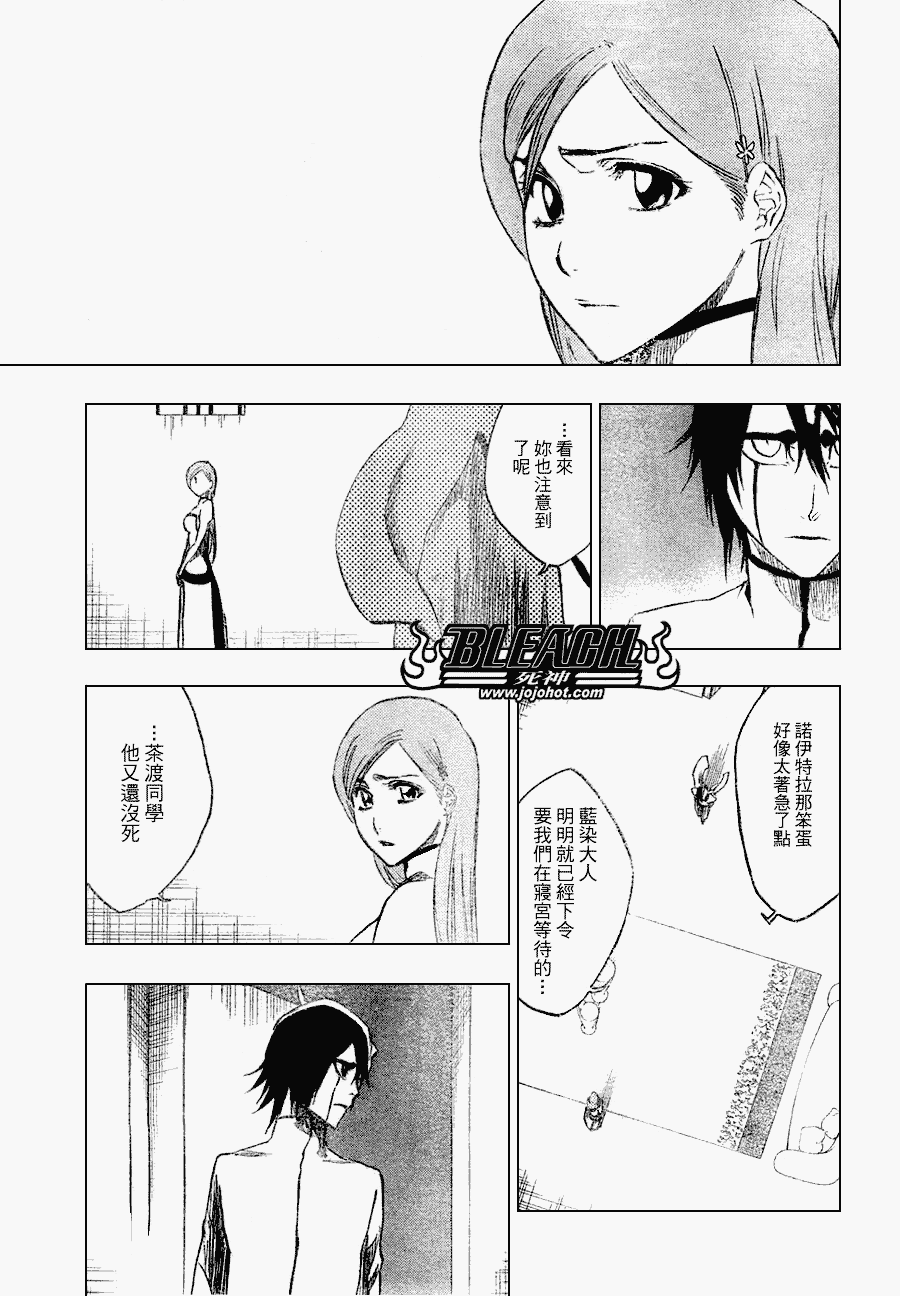 …看來
妳也注意到
了呢
諾伊特拉那笨蛋
好像太著急了點
藍染大人
明明就已經下令
要我們在寢宮等待的…
…茶渡同學
他又還沒死
BLEACH
死神
www.jojohot.com